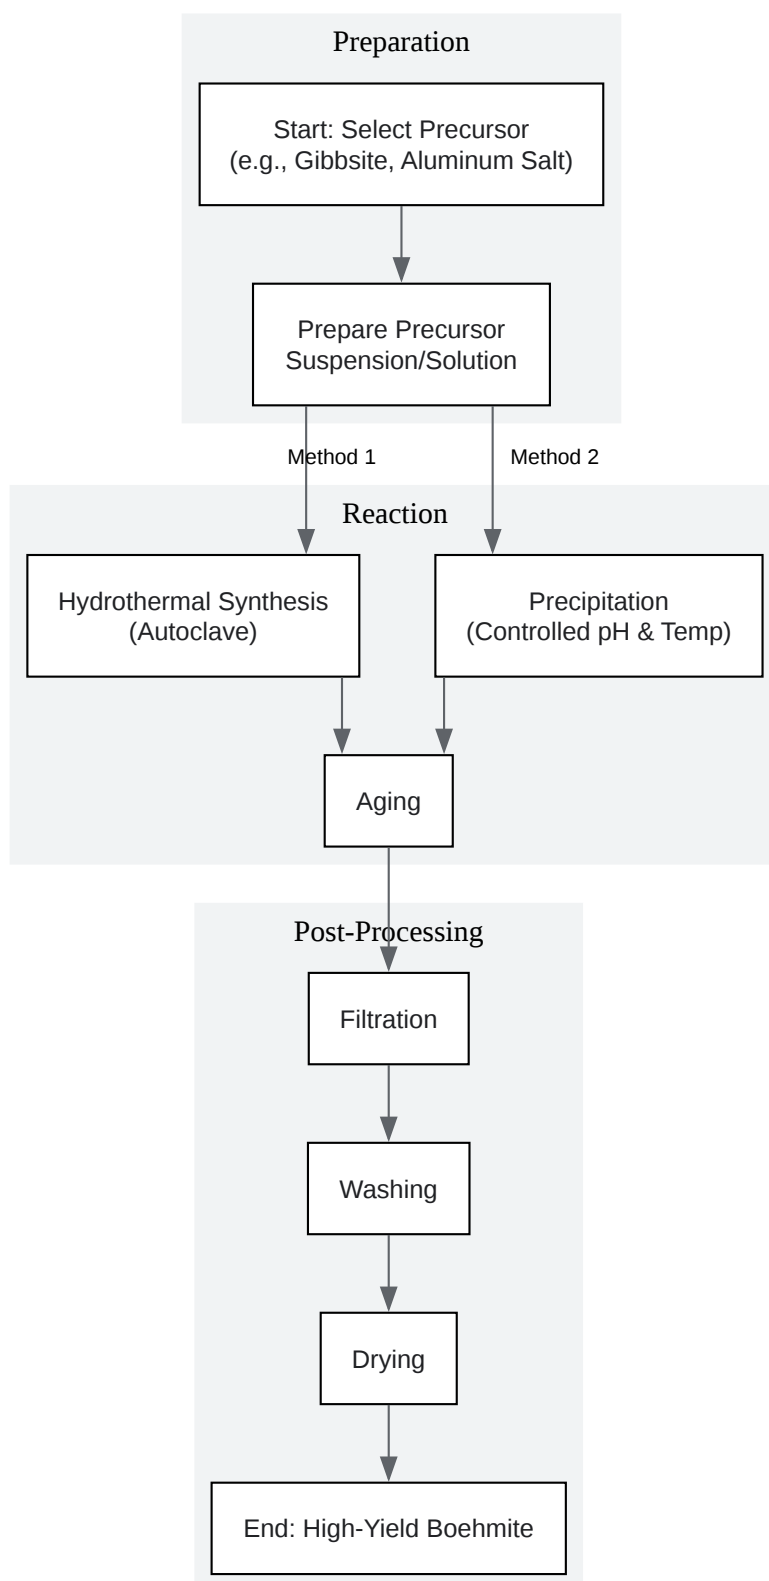 Preparation
Start: Select Precursor
(e.g., Gibbsite, Aluminum Salt)
Prepare Precursor
Suspension/Solution
Method 1
Method 2
Reaction
Hydrothermal Synthesis
(Autoclave)
Precipitation
(Controlled pH & Temp)
Aging
Post-Processing
Filtration
Washing
Drying
End: High-Yield Boehmite